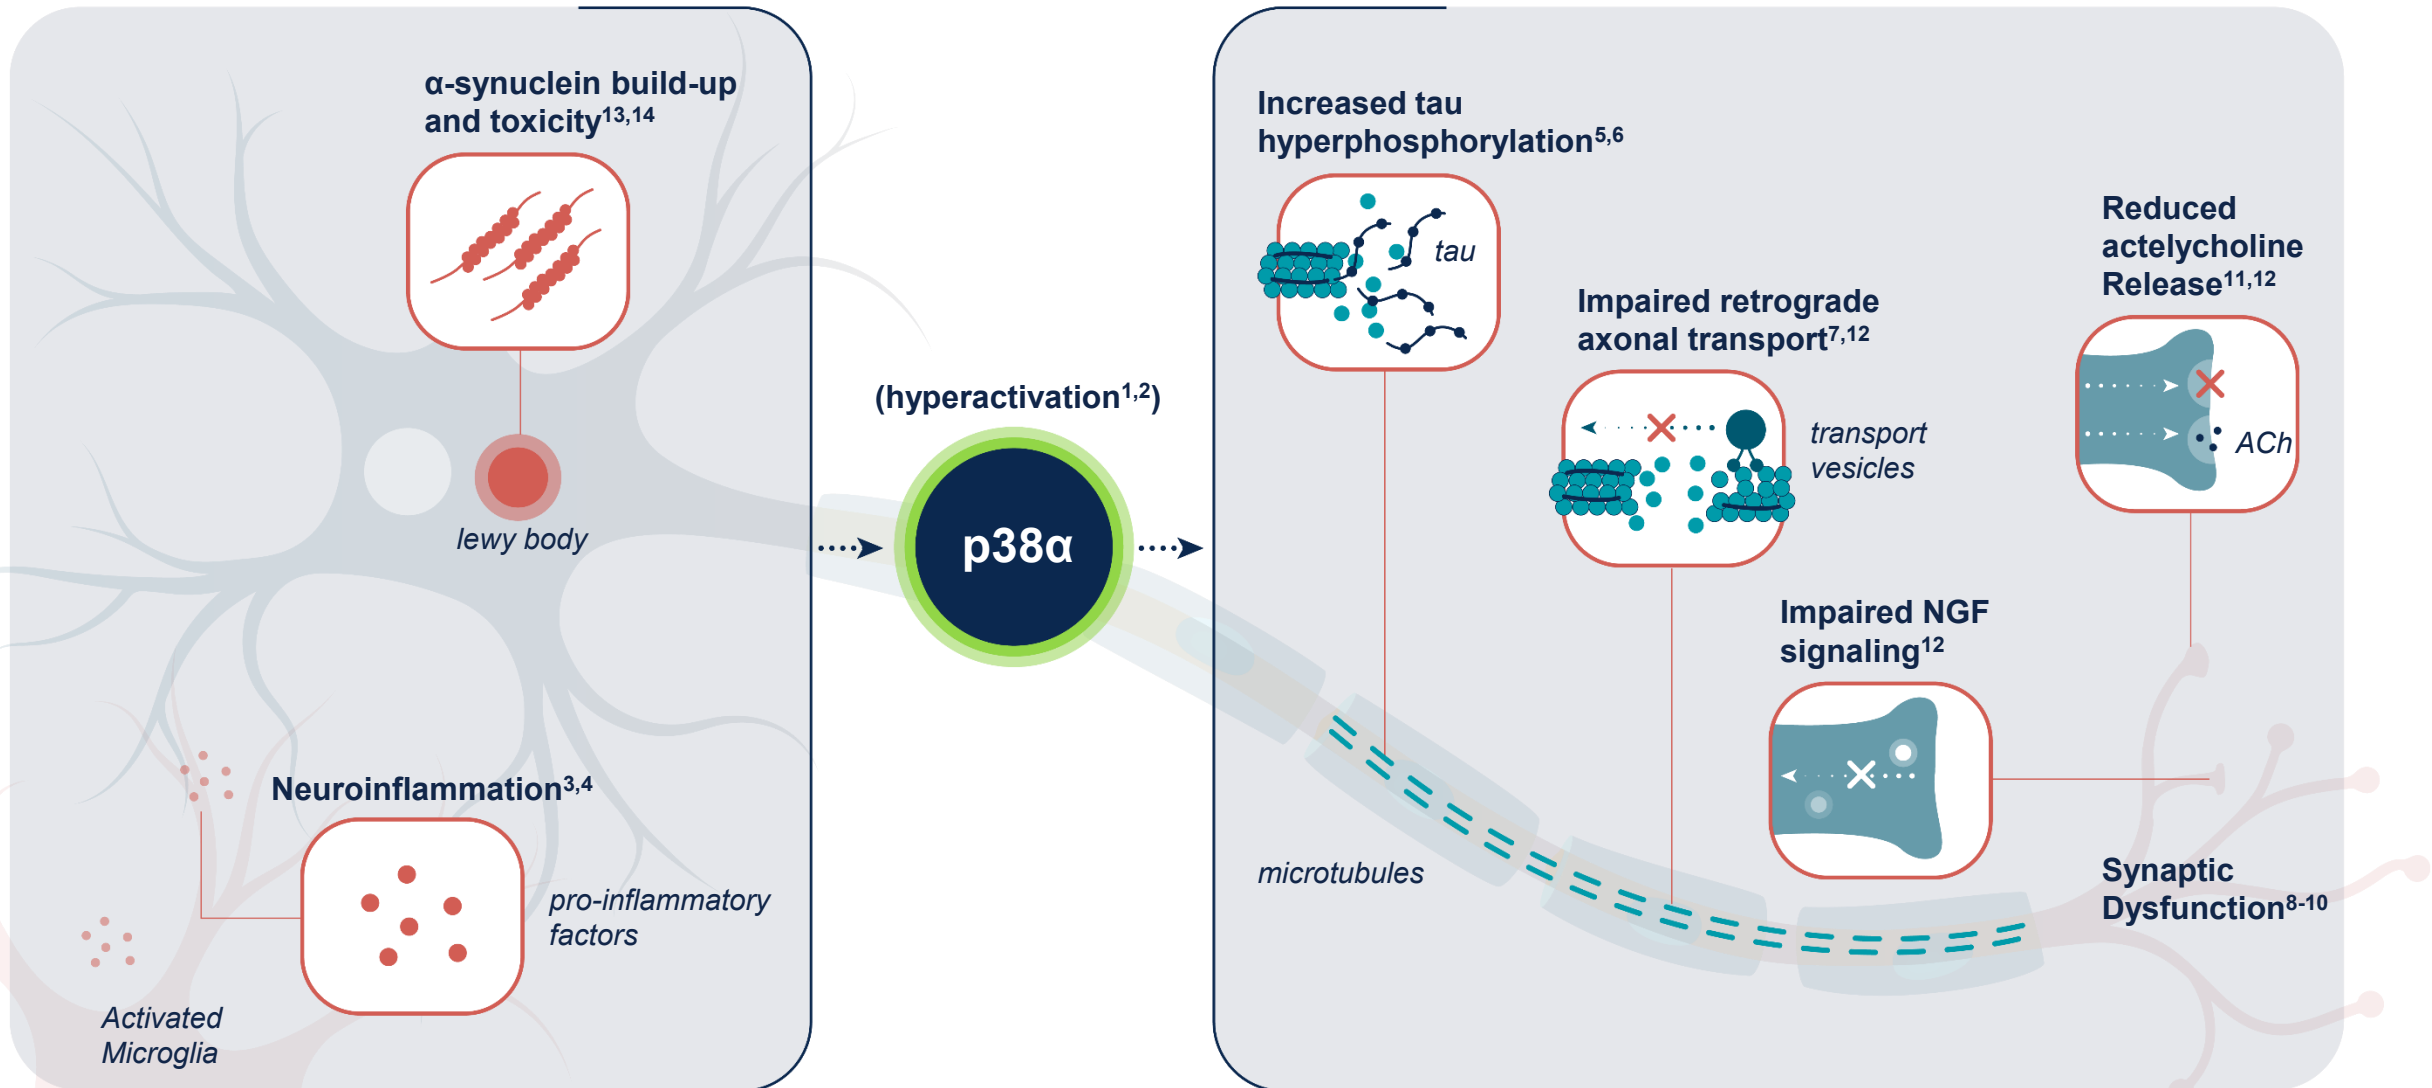 α-synuclein build-up
and toxicity13,14
lewy body
Neuroinflammation3,4
pro-inflammatory
factors
Activated
Microglia
(hyperactivation1,2)
p38α
Increased tau
hyperphosphorylation5,6
tau
microtubules
Impaired retrograde
axonal transport7,12
transport
vesicles
Impaired NGF
signaling12
Reduced
actelycholine
Release11,12
ACh
Synaptic
Dysfunction8-10